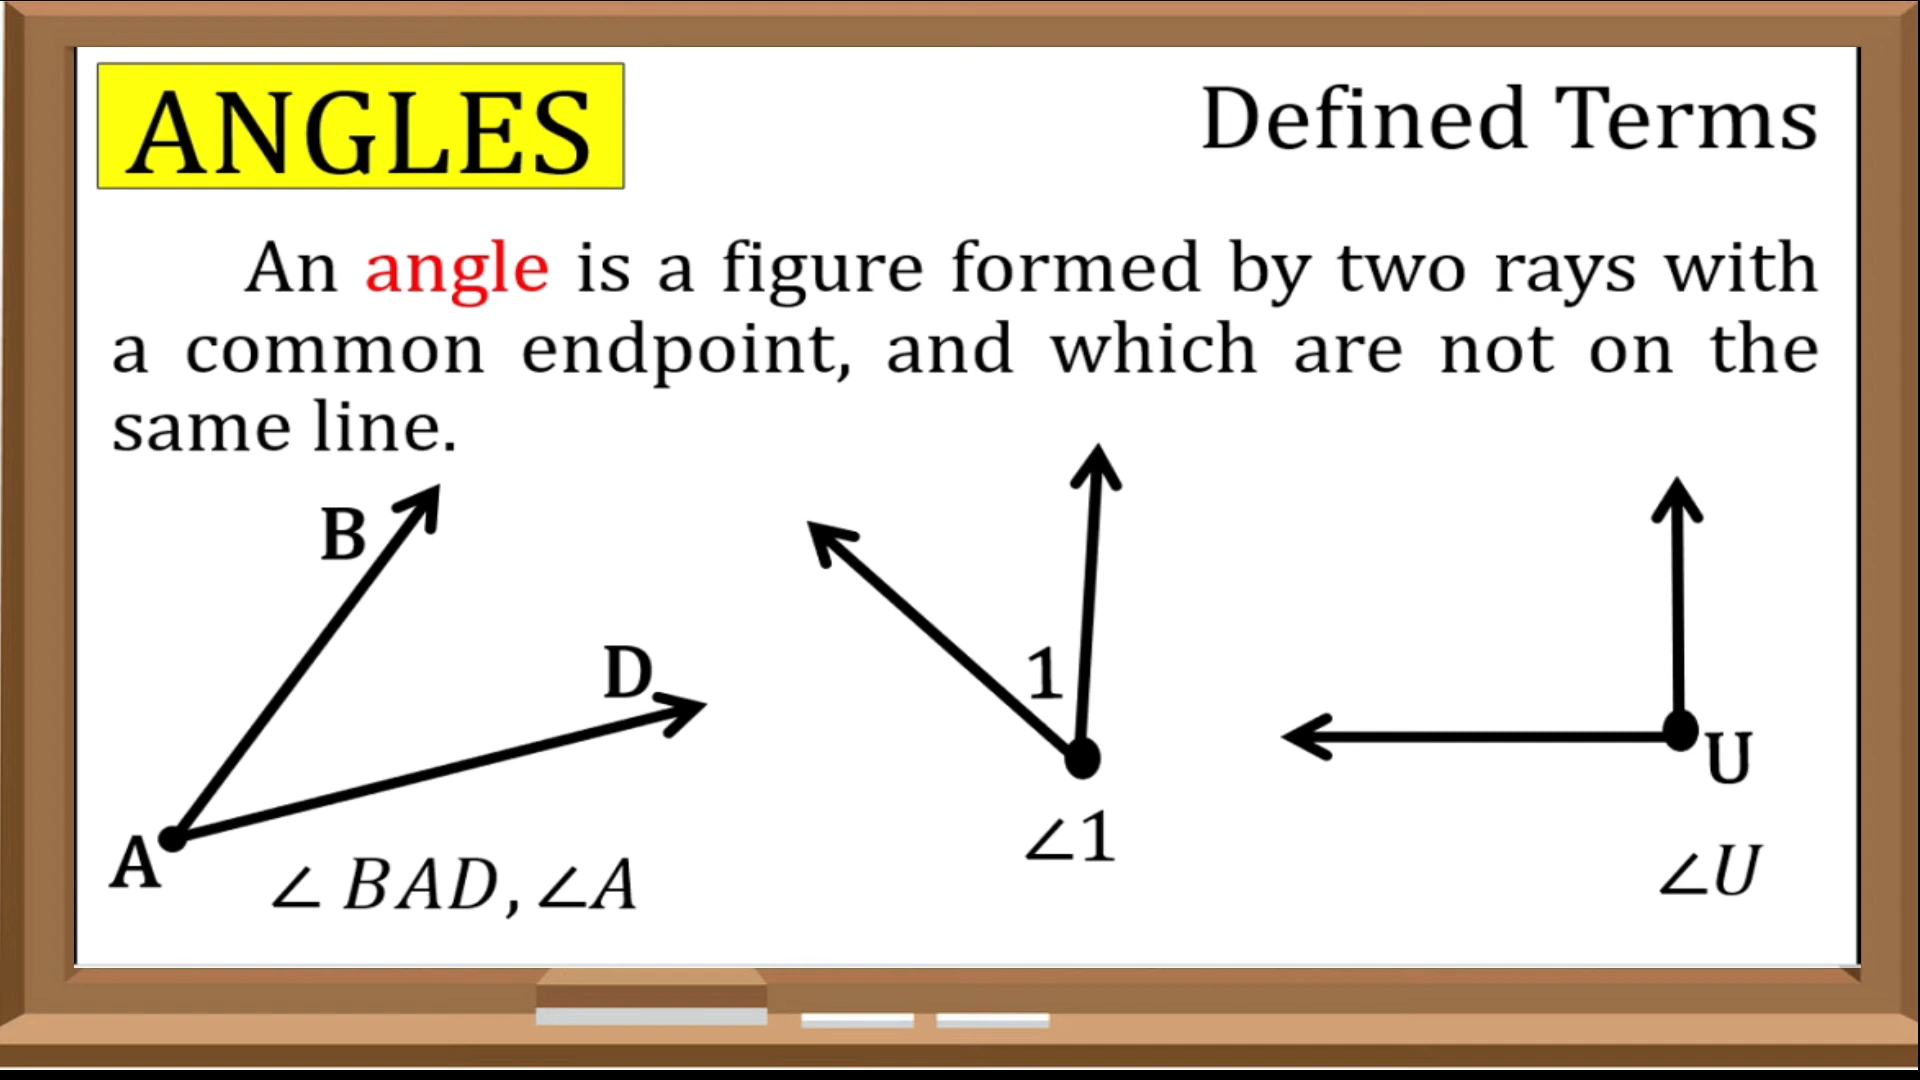 ANGLES
Defined Terms
An angle is a figure formed by two rays with
a common endpoint, and which are not on the
same line.
B
D
A
∠ BAD, ∠A
1
∠1
U
∠U